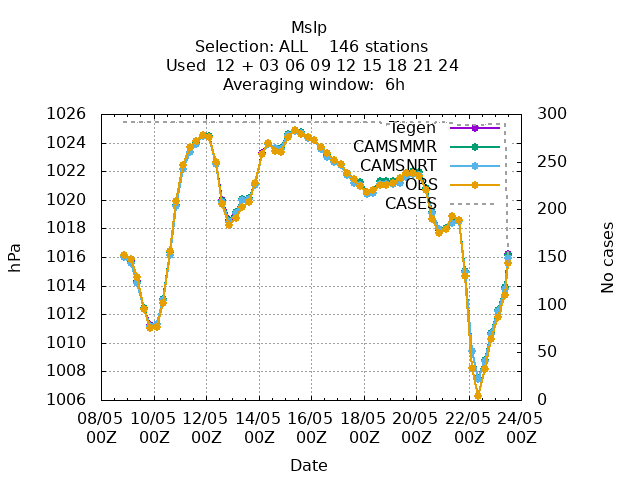 Mslp
Selection: ALL    146 stations
Used  12 + 03 06 09 12 15 18 21 24
Averaging window:  6h
1026
1024
1022
1020
1018
1016
1014
1012
1010
1008
1006
hPa
300
250
200
150
100
50
0
No cases
Tegen
CAMSMMR
CAMSNRT
OBS
CASES
08/05 10/05 12/05 14/05 16/05 18/05 20/05 22/05 24/05
00Z 00Z 00Z 00Z 00Z 00Z 00Z 00Z 00Z
Date